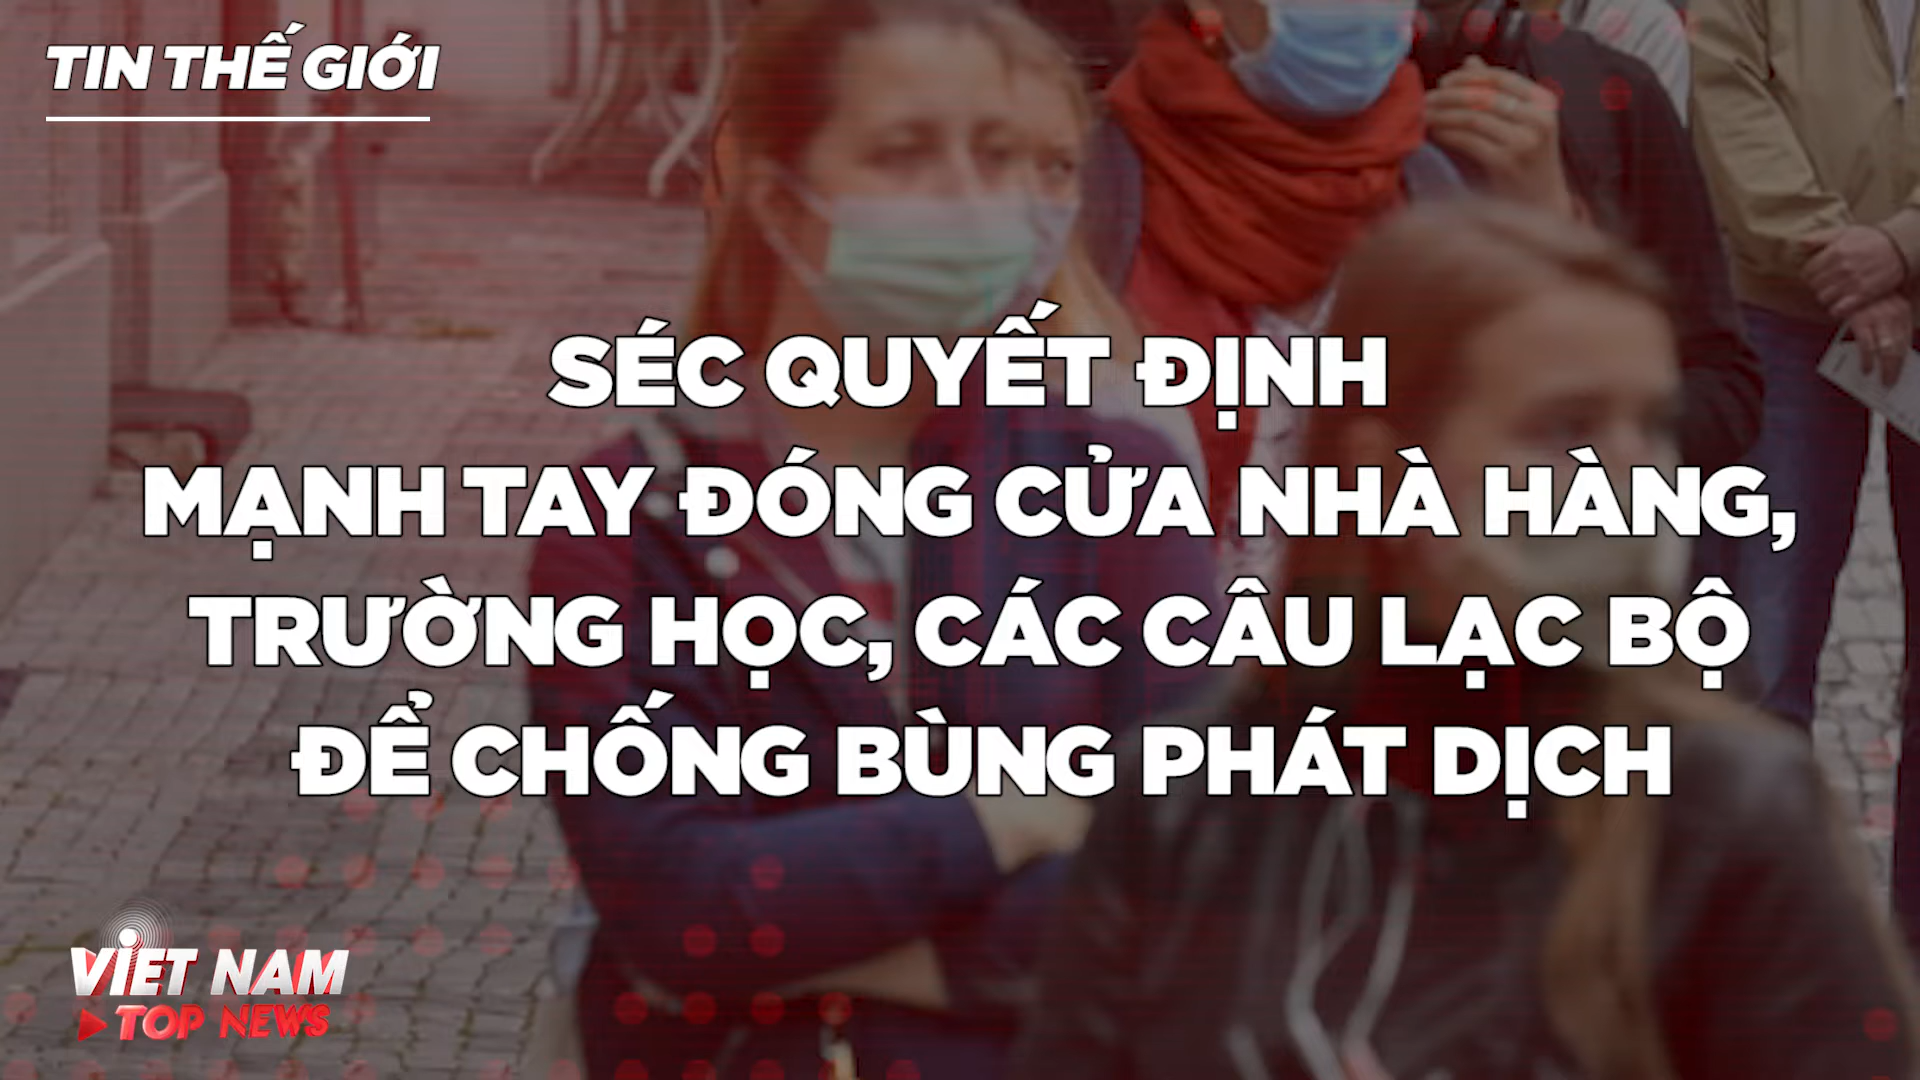 TIN THẾ GIỚI
SÉC QUYẾT ĐỊNH
MẠNH TAY ĐÓNG CỬA NHÀ HÀNG,
TRƯỜNG HỌC, CÁC CÂU LẠC BỘ
ĐỂ CHỐNG BÙNG PHÁT DỊCH
VIET NAM
TOP NEWS